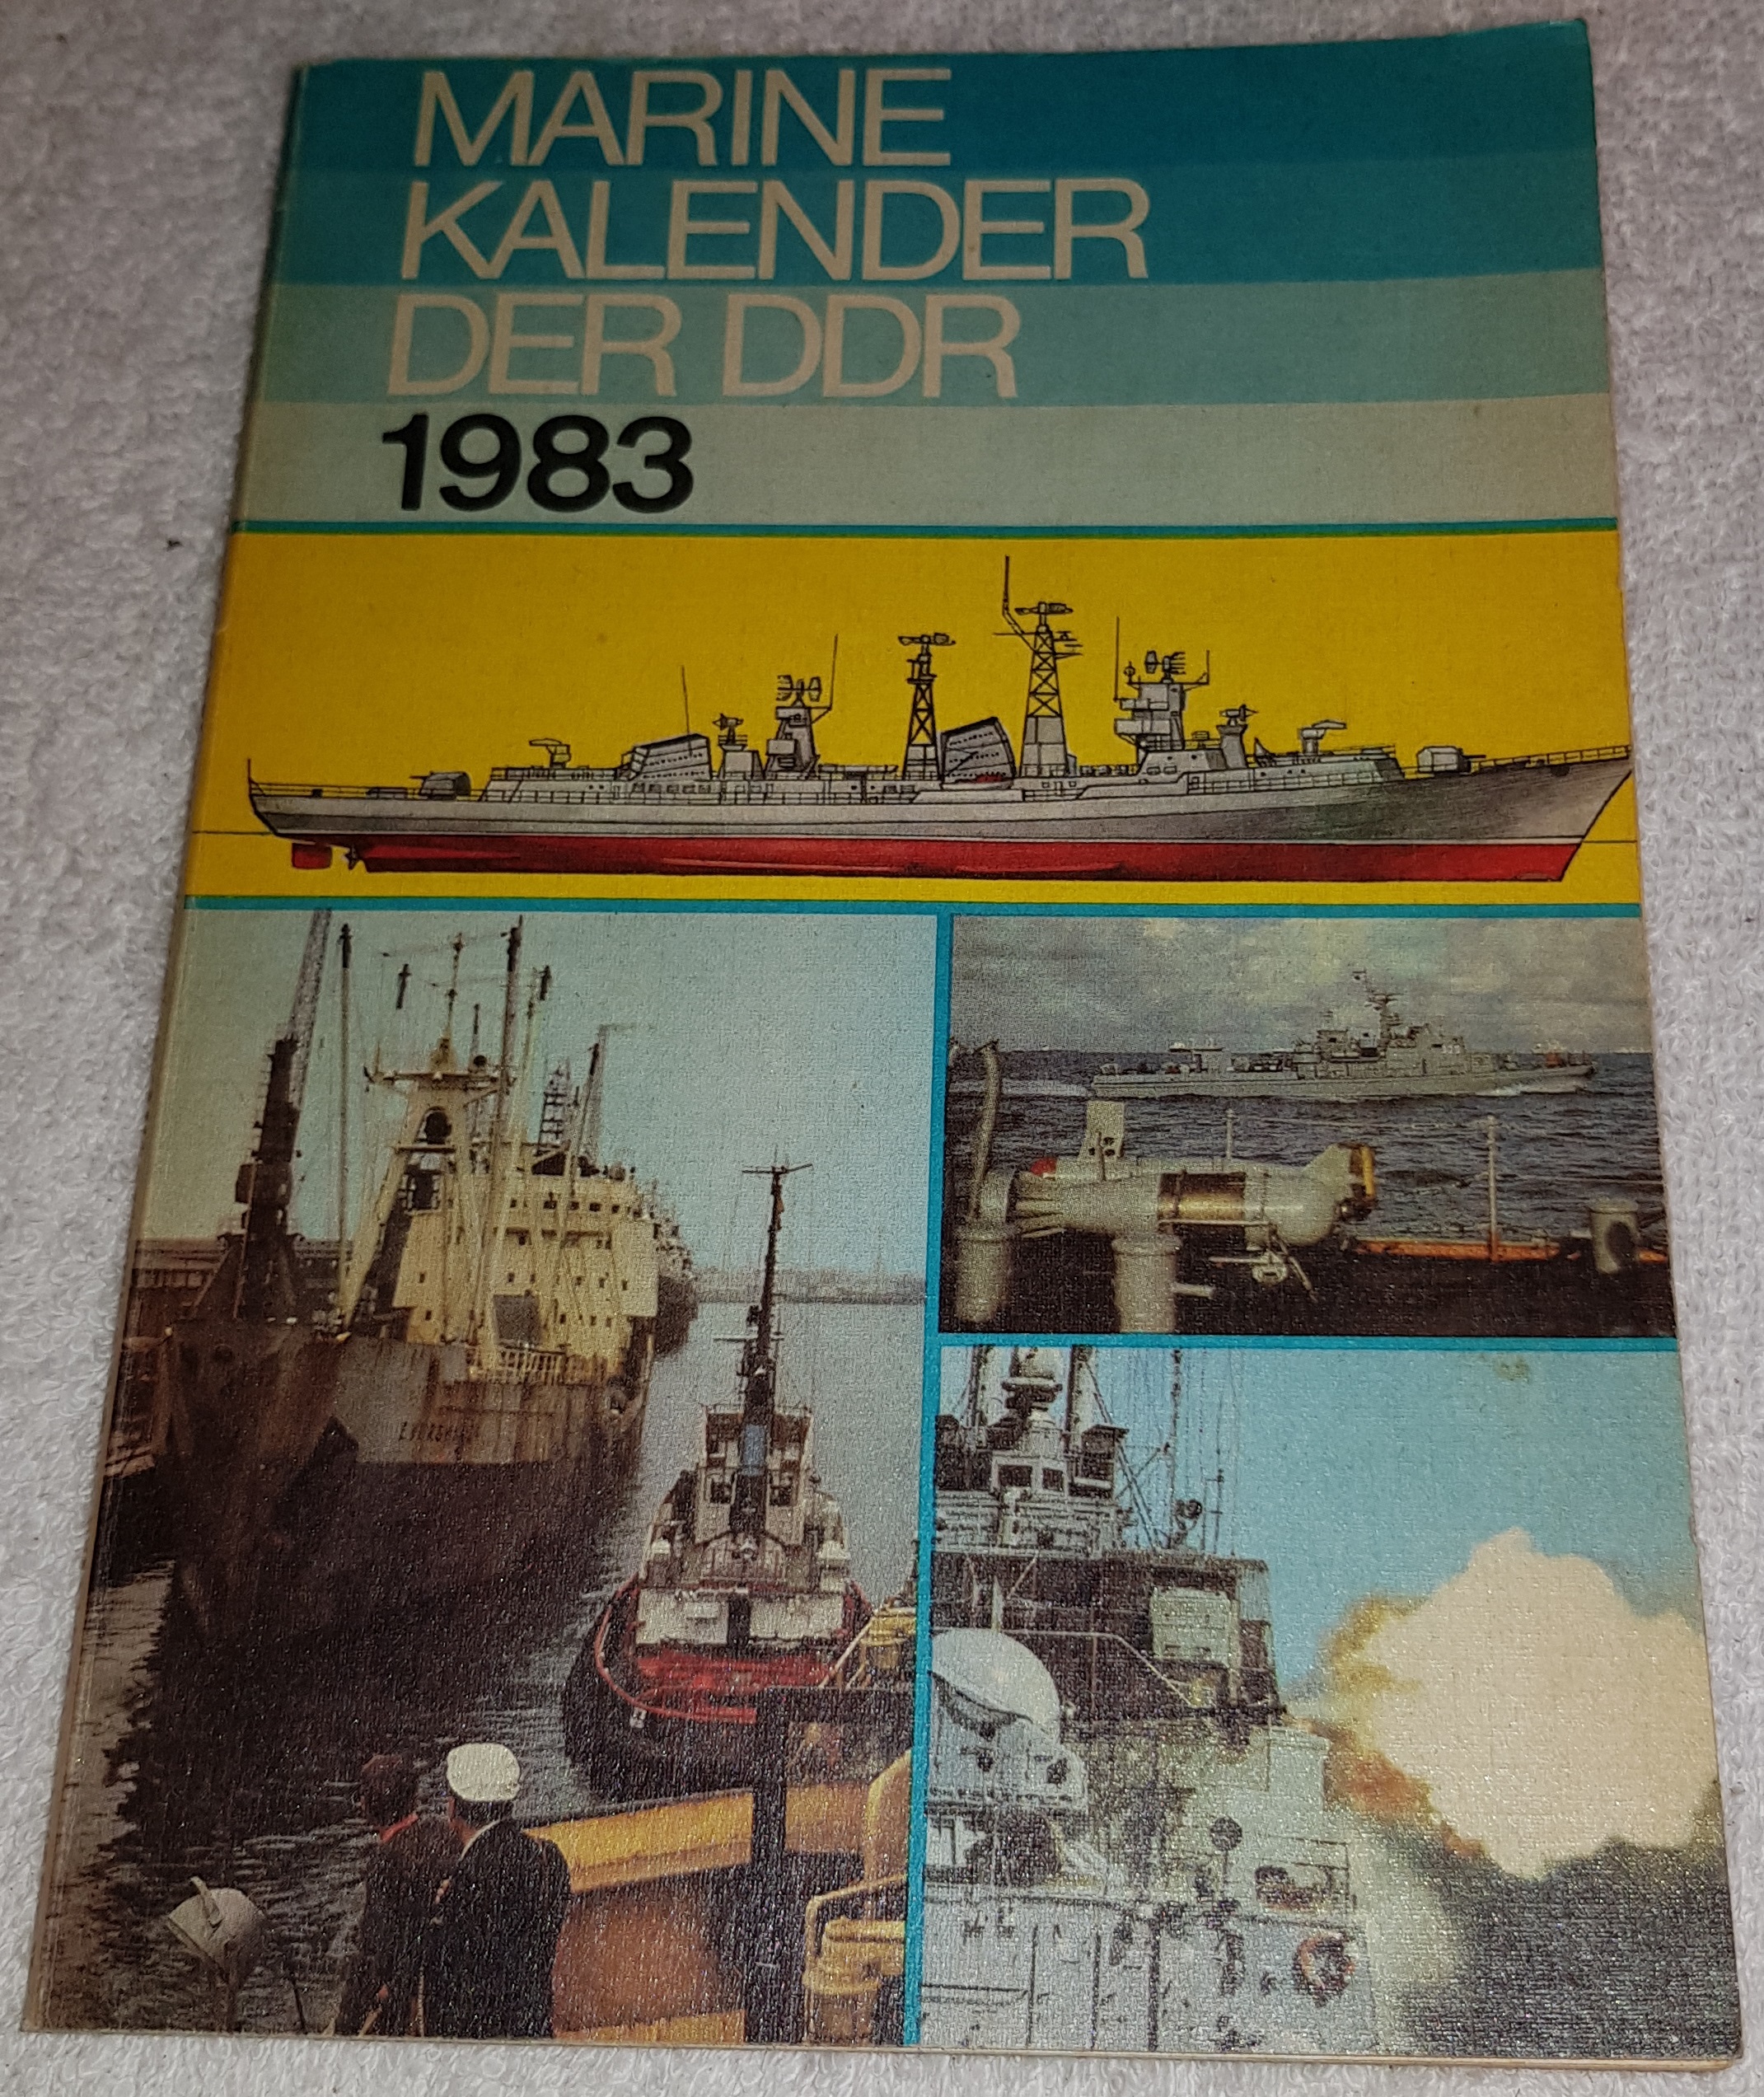 MARINE
KALENDER
DER DDR
1983